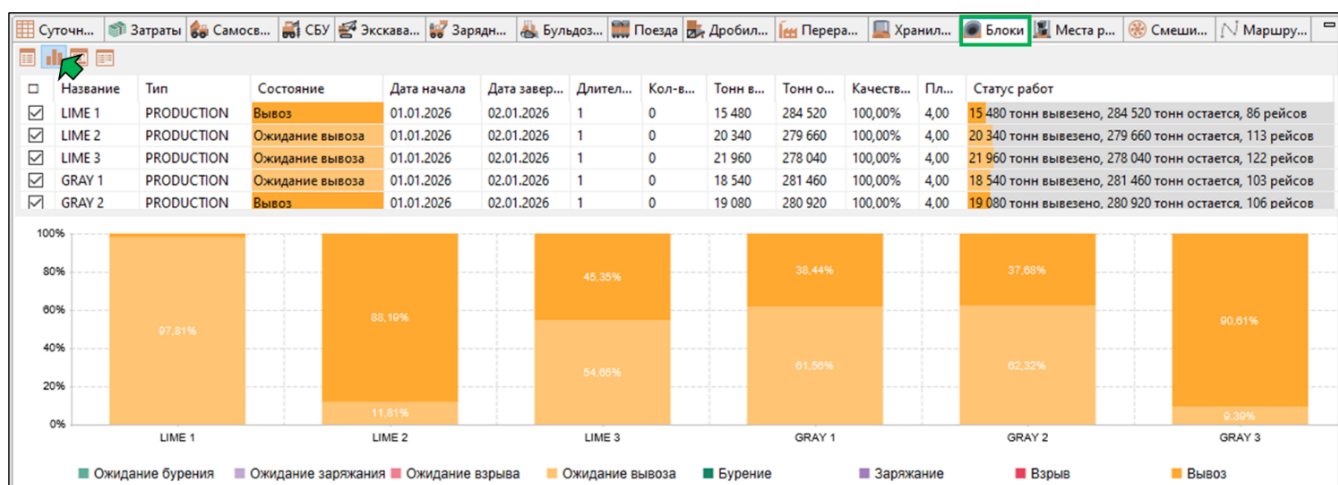 Суточн... Затраты Самосв... СБУ Экскава... Зарядн... Бульдоз... Поезда Дробил... Перера... Хранил... Блоки Места р... Смеши... Маршру...
Название Тип Состояние Дата начала Дата завер... Длител... Кол-в... Тонн в... Тонн о... Качеств... Пл... Статус работ
LIME 1 PRODUCTION Вывоз 01.01.2026 02.01.2026 1 0 15 480 284 520 100,00% 4,00 15 480 тонн вывезено, 284 520 тонн остается, 86 рейсов
LIME 2 PRODUCTION Ожидание вывоза 01.01.2026 02.01.2026 1 0 20 340 279 660 100,00% 4,00 20 340 тонн вывезено, 279 660 тонн остается, 113 рейсов
LIME 3 PRODUCTION Ожидание вывоза 01.01.2026 02.01.2026 1 0 21 960 278 040 100,00% 4,00 21 960 тонн вывезено, 278 040 тонн остается, 122 рейсов
GRAY 1 PRODUCTION Ожидание вывоза 01.01.2026 02.01.2026 1 0 18 540 281 460 100,00% 4,00 18 540 тонн вывезено, 281 460 тонн остается, 103 рейсов
GRAY 2 PRODUCTION Вывоз 01.01.2026 02.01.2026 1 0 19 080 280 920 100,00% 4,00 19 080 тонн вывезено, 280 920 тонн остается, 106 рейсов
100%
80%
60%
40%
20%
0%
97,81%
88,19%
11,81%
45,35%
54,65%
38,44%
61,56%
37,68%
62,32%
90,61%
9,39%
LIME 1 LIME 2 LIME 3 GRAY 1 GRAY 2 GRAY 3
Ожидание бурения Ожидание заряжания Ожидание взрыва Ожидание вывоза Бурение Заряжание Взрыв Вывоз